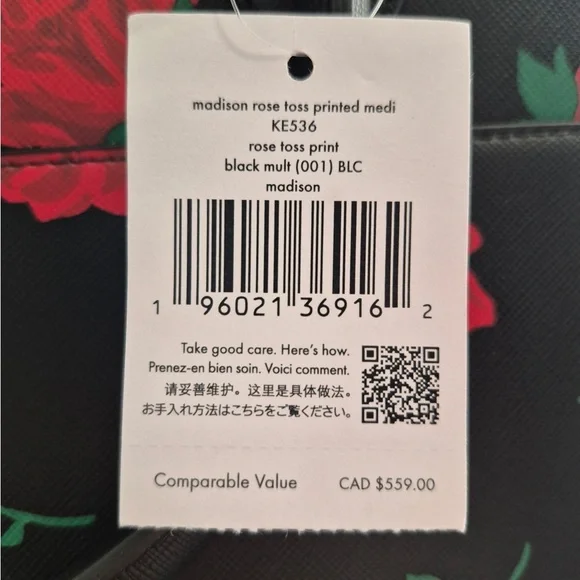 madison rose toss printed medi
KE536
rose toss print
black mult (001) BLC
madison
1 96021 36916 2
Take good care. Here's how.
Prenez-en bien soin. Voici comment.
请妥善维护。这里是具体做法。
お手入れ方法はこちらをご覧ください。
Comparable Value CAD $559.00